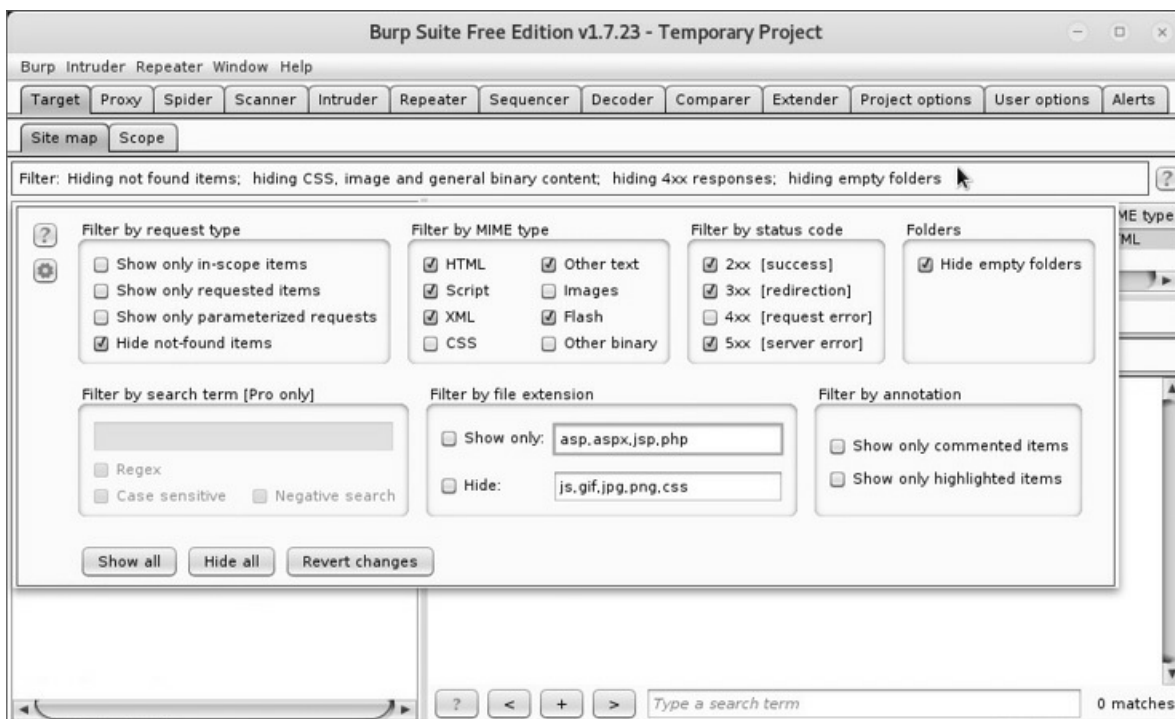 Burp Suite Free Edition v1.7.23 - Temporary Project
Burp Intruder Repeater Window Help
Target Proxy Spider Scanner Intruder Repeater Sequencer Decoder Comparer Extender Project options User options Alerts
Site map Scope
Filter: Hiding not found items; hiding CSS, image and general binary content; hiding 4xx responses; hiding empty folders
?
ME type
ML
?
Filter by request type
Show only in-scope items
Show only requested items
Show only parameterized requests
Hide not-found items
Filter by MIME type
HTML Other text
Script Images
XML Flash
CSS Other binary
Filter by status code
2xx [success]
3xx [redirection]
4xx [request error]
5xx [server error]
Folders
Hide empty folders
Filter by search term [Pro only]
Regex
Case sensitive Negative search
Filter by file extension
Show only: asp,aspx,jsp,php
Hide: js,gif,jpg,png,css
Filter by annotation
Show only commented items
Show only highlighted items
Show all Hide all Revert changes
? < + > Type a search term 0 matches